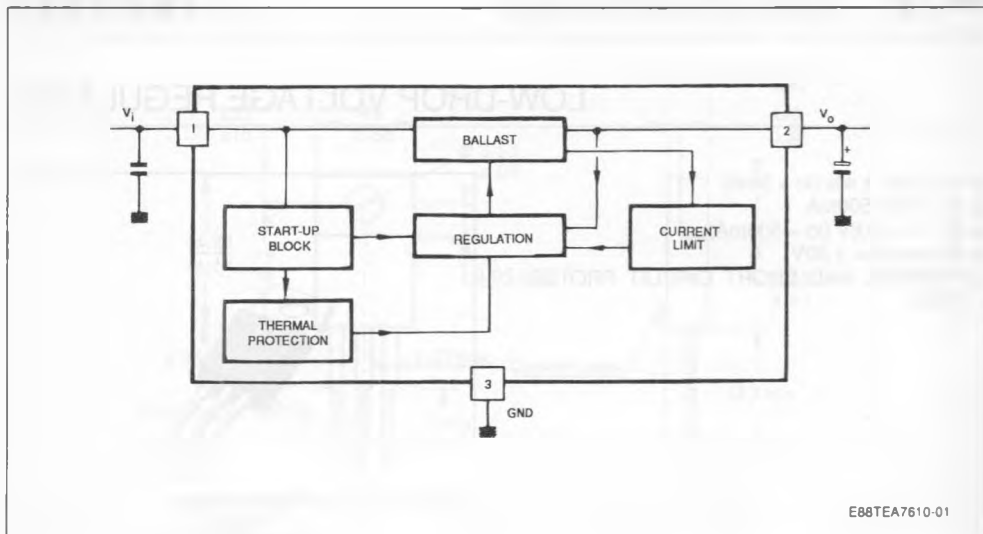 LOW-DROP VOLTAGE REGUL
Vi
1
BALLAST
2
Vo
+
START-UP
BLOCK
REGULATION
CURRENT
LIMIT
THERMAL
PROTECTION
3
GND
E88TEA7610-01